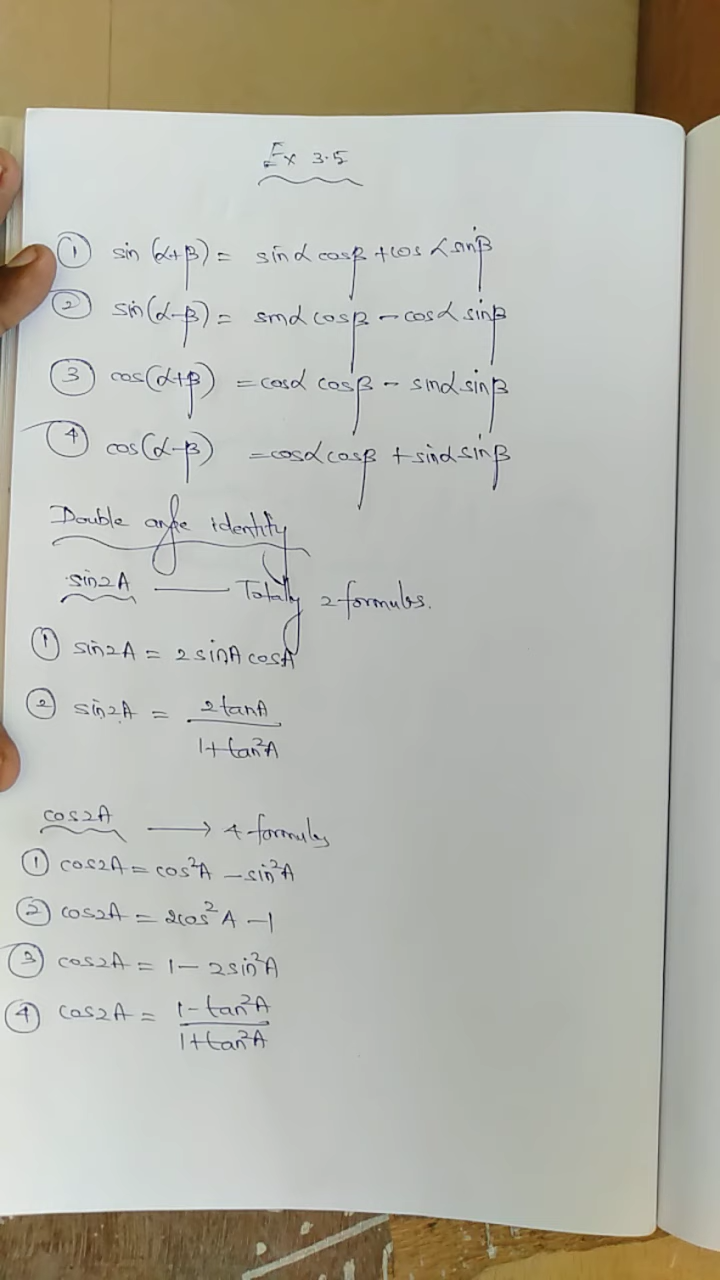 Ex 3.5
① sin (α+β) = sinα cosβ + cos α sinβ
② sin(α-β) = sinα cosβ - cosα sinβ
③ cos(α+β) = cosα cosβ - sinα sinβ
④ cos(α-β) = cosα cosβ + sinα sinβ
Double angle identify
sin2A —— Totally 2 formulas.
① sin2A = 2 sinA cosA
② sin2A = 2tanA / 1+tan²A
cos2A → 4 formulas
① cos2A = cos²A - sin²A
② cos2A = 2cos²A - 1
③ cos2A = 1 - 2sin²A
④ cos2A = 1-tan²A / 1+tan²A